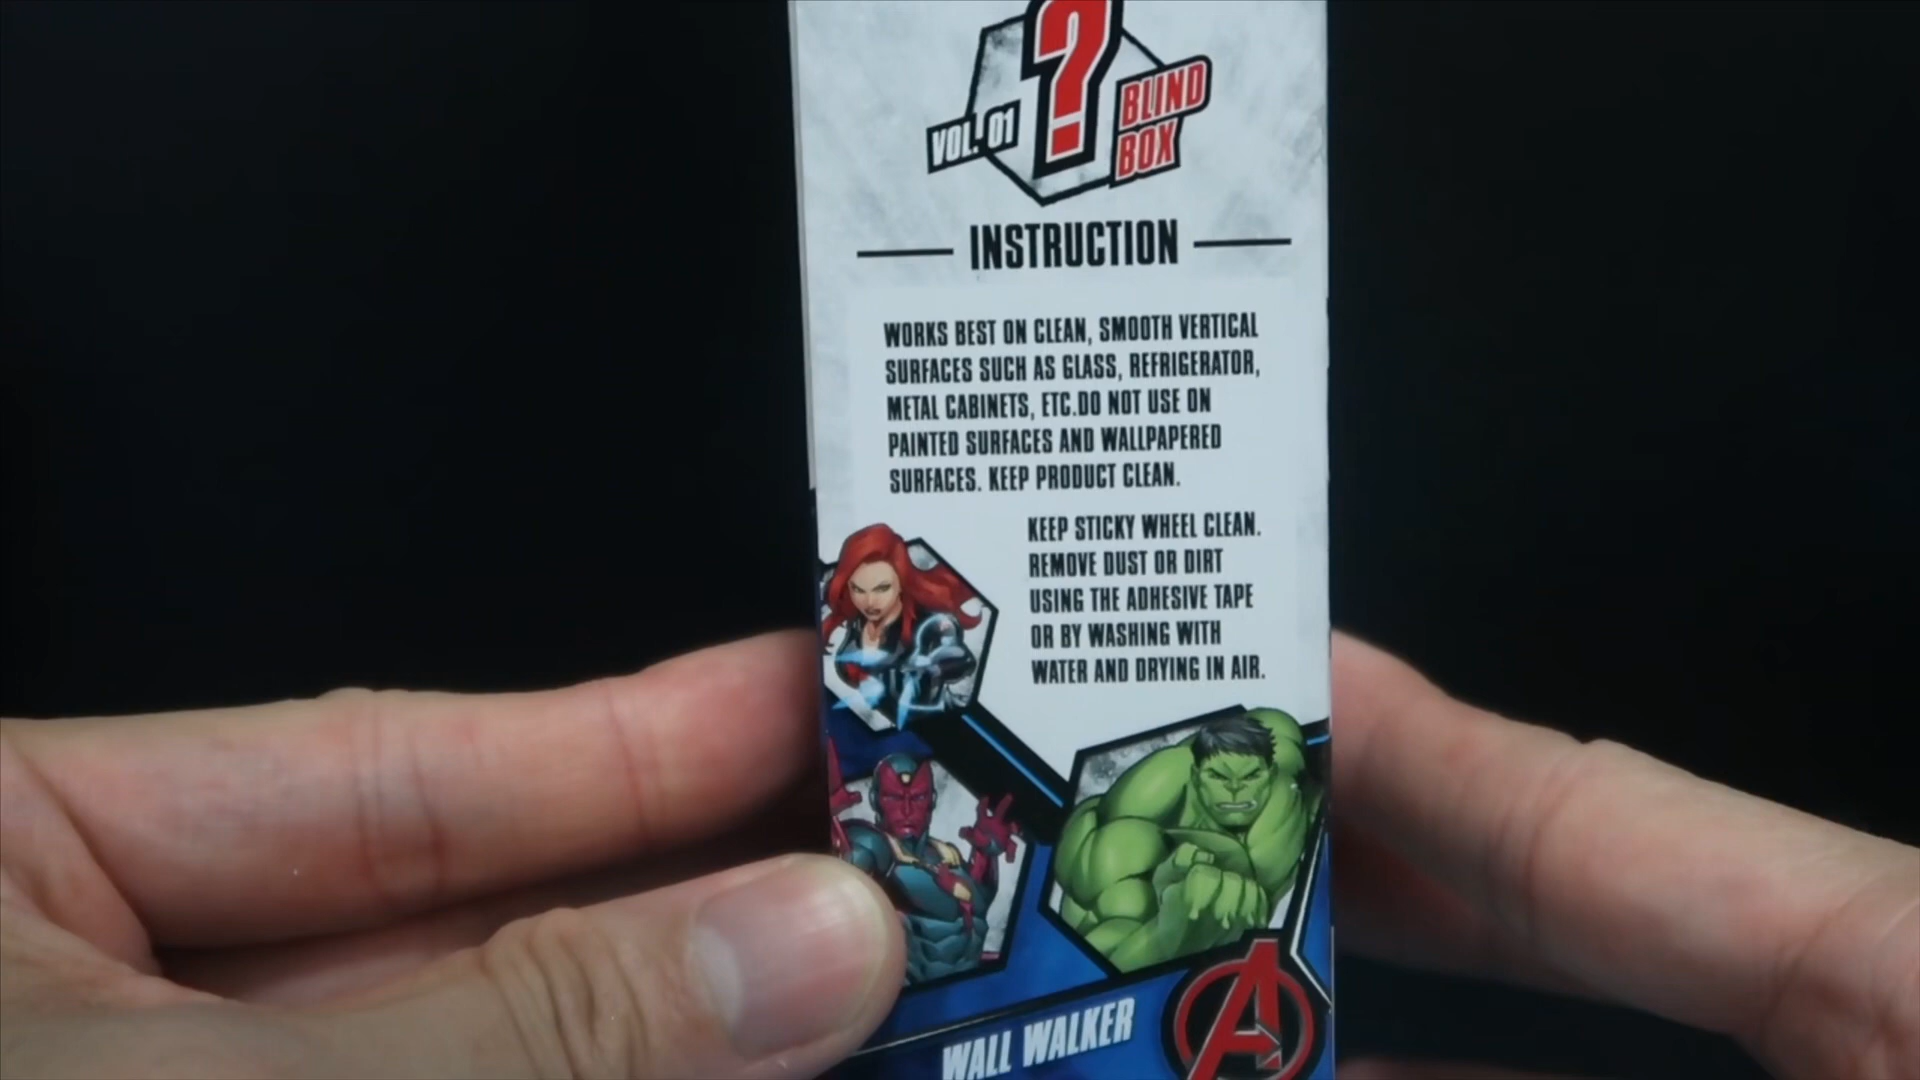 VOL. 01
?
BLIND
BOX
INSTRUCTION
WORKS BEST ON CLEAN, SMOOTH VERTICAL
SURFACES SUCH AS GLASS, REFRIGERATOR,
METAL CABINETS, ETC.DO NOT USE ON
PAINTED SURFACES AND WALLPAPERED
SURFACES. KEEP PRODUCT CLEAN.
KEEP STICKY WHEEL CLEAN.
REMOVE DUST OR DIRT
USING THE ADHESIVE TAPE
OR BY WASHING WITH
WATER AND DRYING IN AIR.
WALL WALKER
A